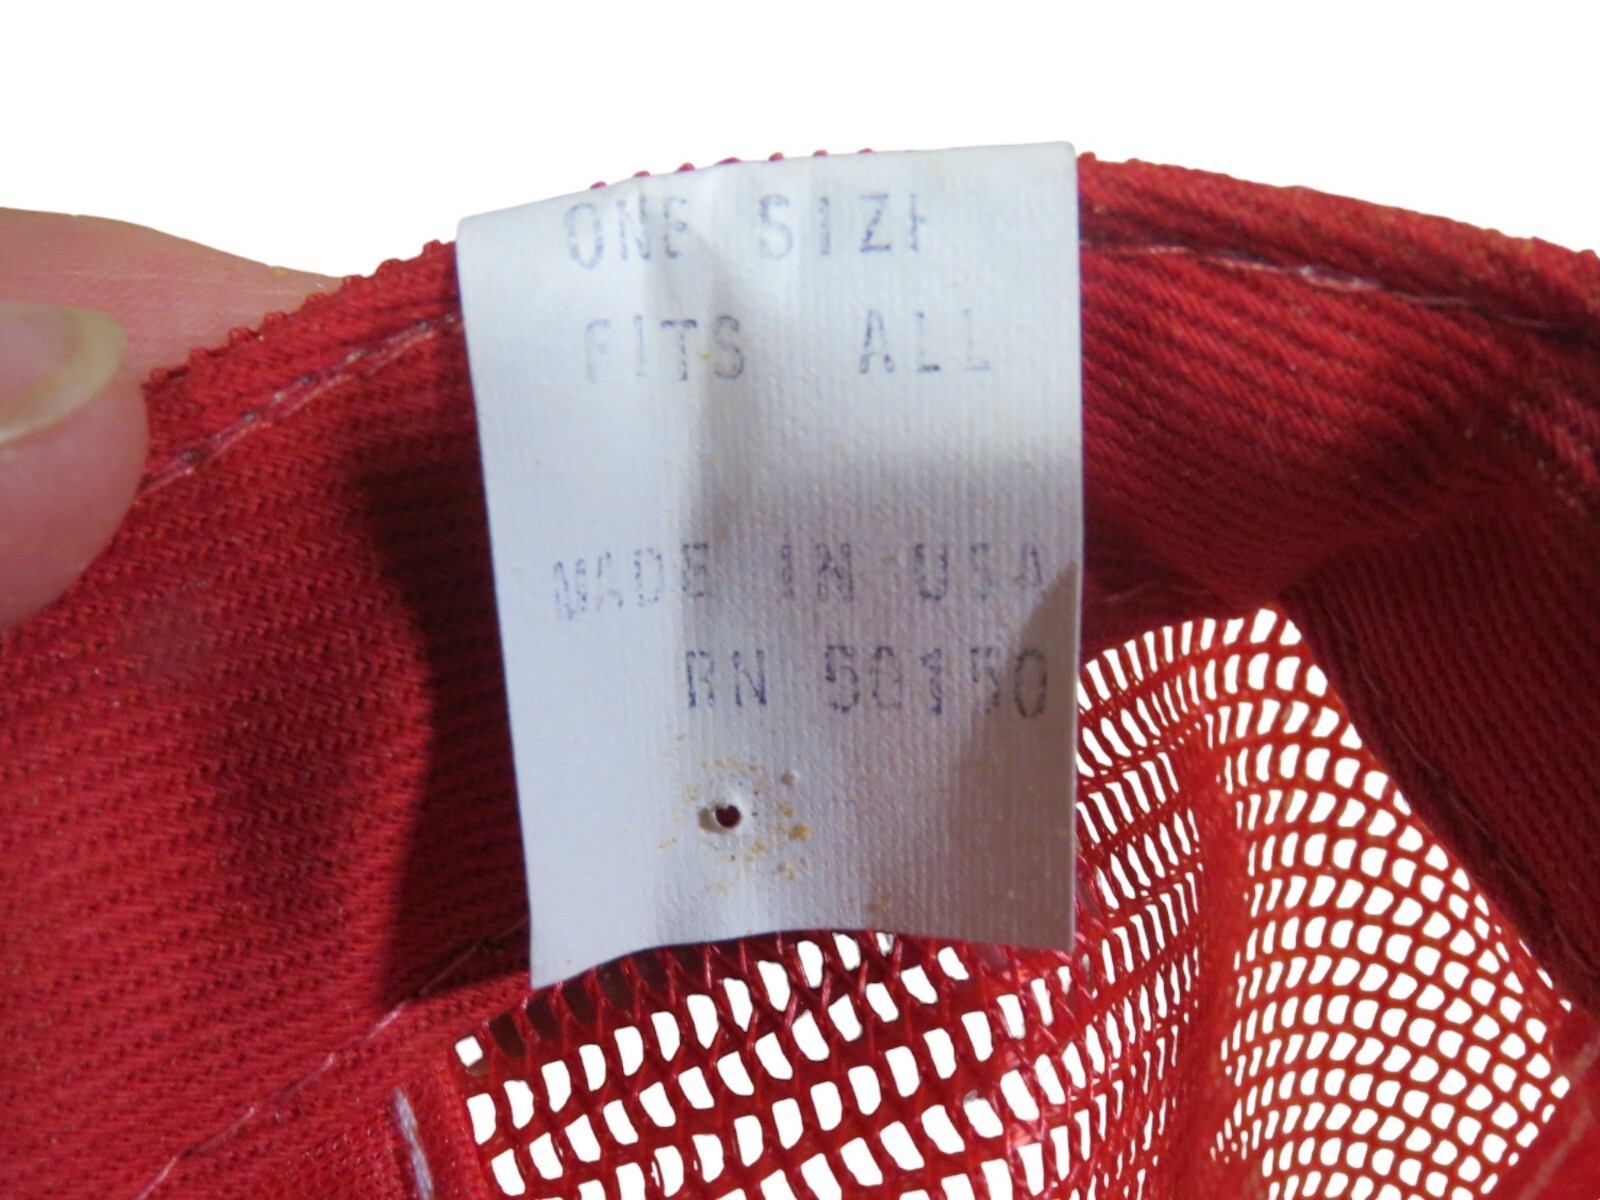 ONE SIZE
FITS ALL
MADE IN USA
RN 50150